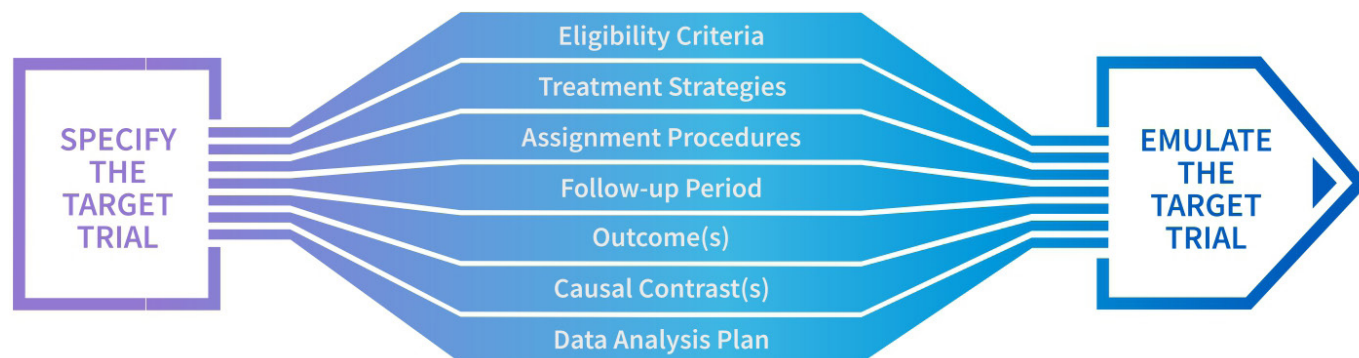 SPECIFY
THE
TARGET
TRIAL
Eligibility Criteria
Treatment Strategies
Assignment Procedures
Follow-up Period
Outcome(s)
Causal Contrast(s)
Data Analysis Plan
EMULATE
THE
TARGET
TRIAL